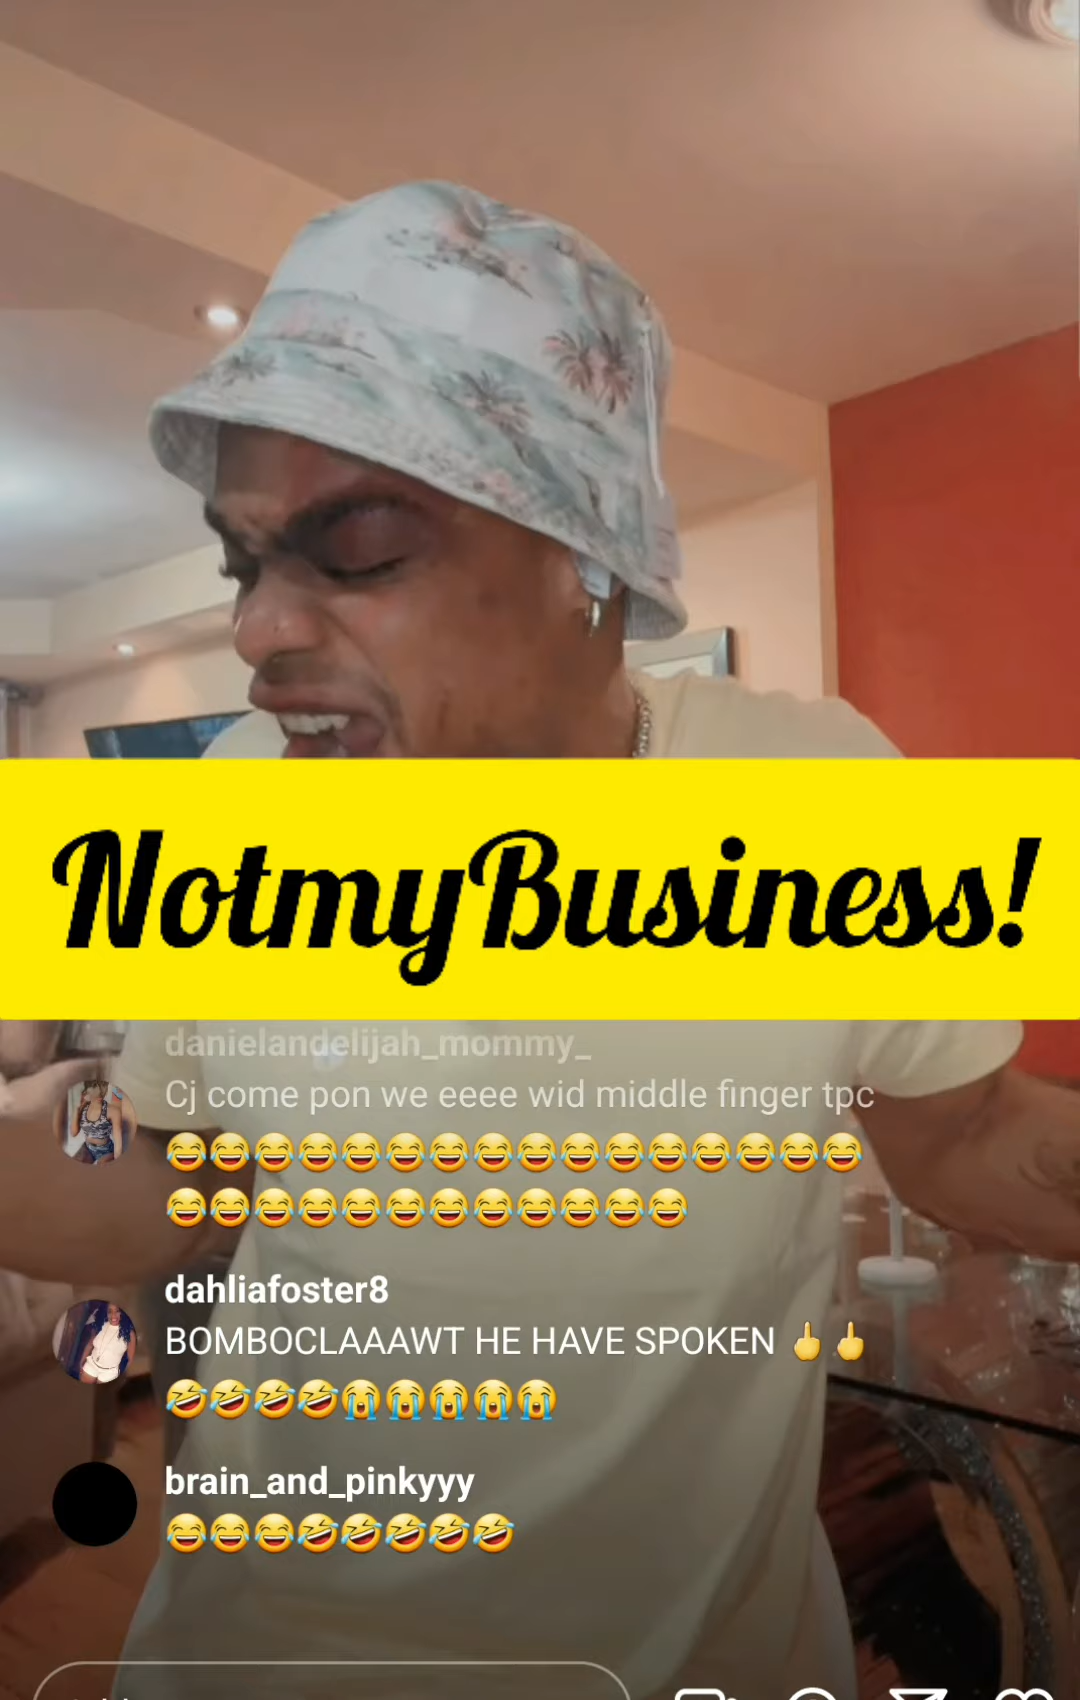 NotmyBusiness!
danielandelijah_mommy_
Cj come pon we eeee wid middle finger tpc
😂😂😂😂😂😂😂😂😂😂😂😂😂😂😂😂
😂😂😂😂😂😂😂😂😂😂😂😂
dahliafoster8
BOMBOCLAAAWT HE HAVE SPOKEN 🖕🖕
🤣🤣🤣🤣😭😭😭😭😭
brain_and_pinkyyy
😂😂😂🤣🤣🤣🤣🤣